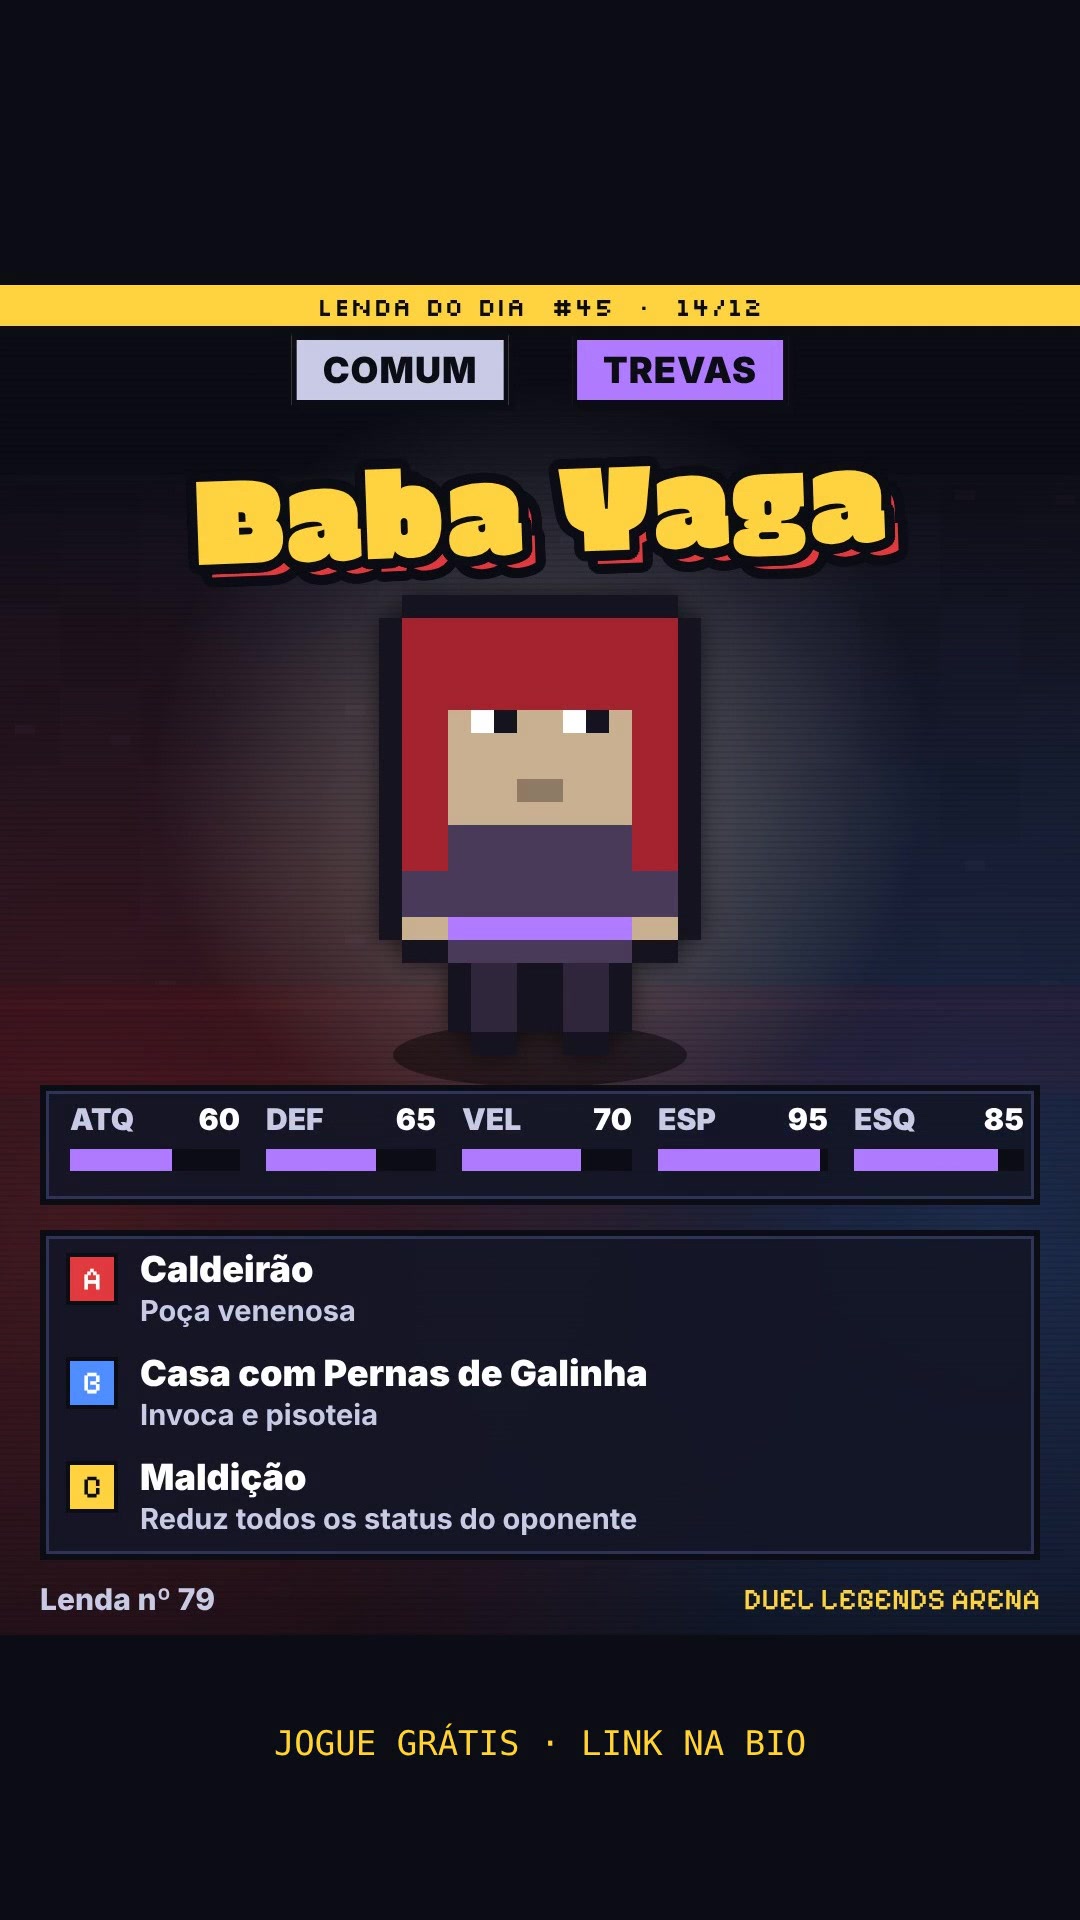 LENDA DO DIA #45 · 14/12
COMUM TREVAS
Baba Yaga
ATQ 60 DEF 65 VEL 70 ESP 95 ESQ 85
A Caldeirão
Poça venenosa
B Casa com Pernas de Galinha
Invoca e pisoteia
C Maldição
Reduz todos os status do oponente
Lenda nº 79 DUEL LEGENDS ARENA
JOGUE GRÁTIS · LINK NA BIO